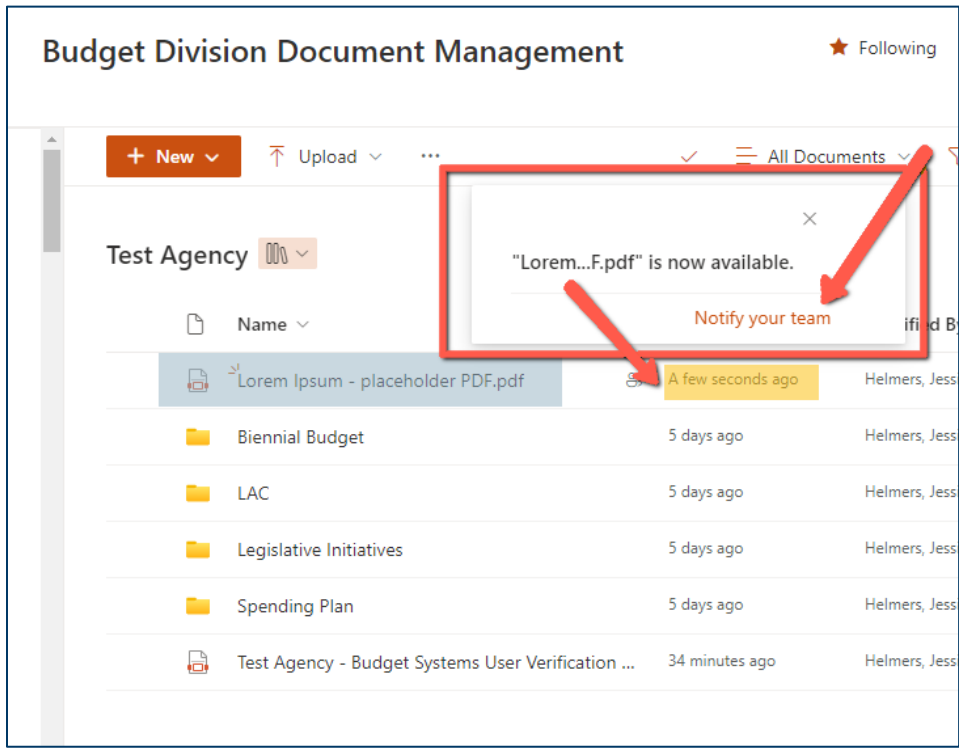 Budget Division Document Management
Following
+ New
Upload
...
All Documents
Test Agency
"Lorem...F.pdf" is now available.
Notify your team
Name
ified By
Lorem Ipsum - placeholder PDF.pdf A few seconds ago Helmers, Jess
Biennial Budget 5 days ago Helmers, Jess
LAC 5 days ago Helmers, Jess
Legislative Initiatives 5 days ago Helmers, Jess
Spending Plan 5 days ago Helmers, Jess
Test Agency - Budget Systems User Verification ... 34 minutes ago Helmers, Jess